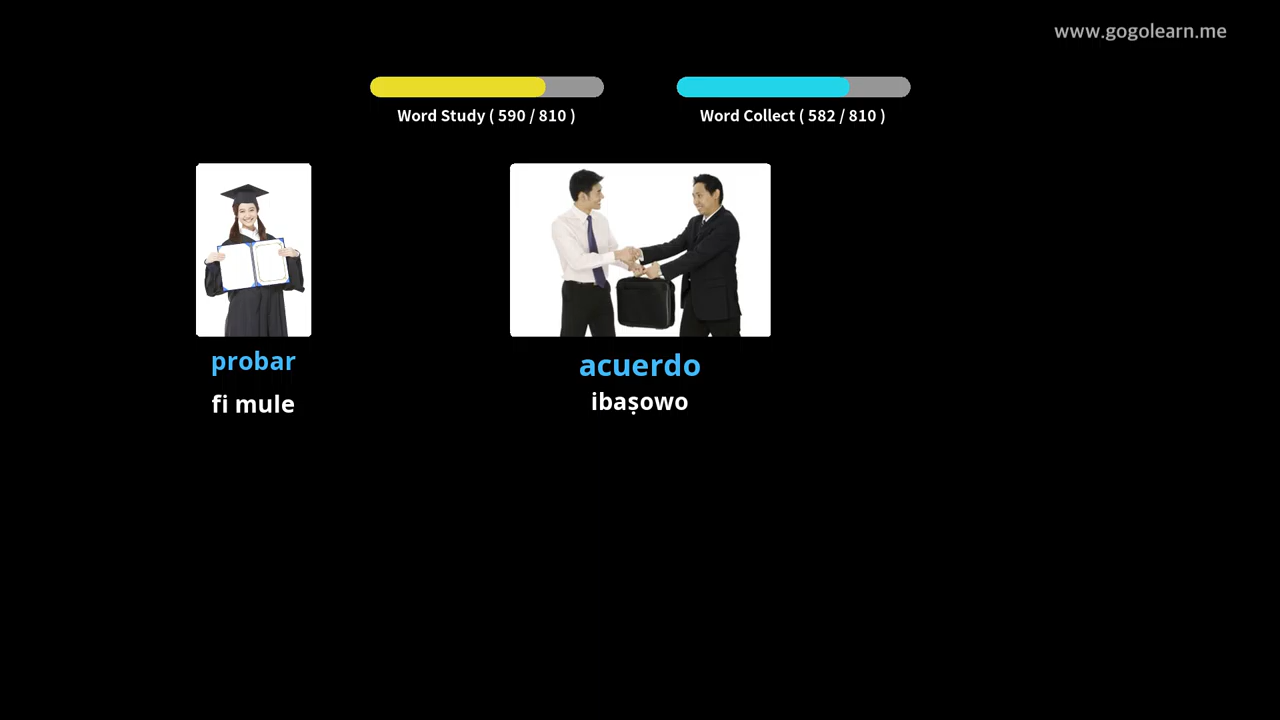 www.gogolearn.me
Word Study ( 590 / 810 )
Word Collect ( 582 / 810 )
probar
fi mule
acuerdo
ibaṣowo